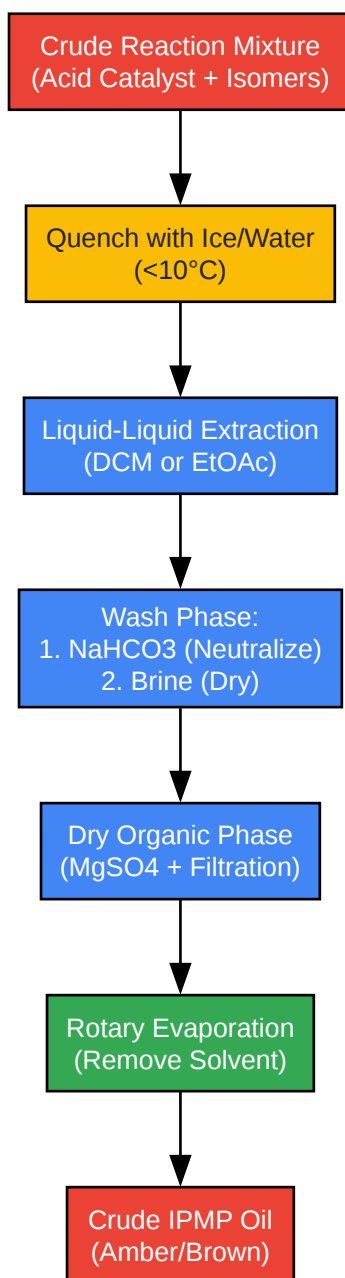 Crude Reaction Mixture
(Acid Catalyst + Isomers)
Quench with Ice/Water
(<10°C)
Liquid-Liquid Extraction
(DCM or EtOAc)
Wash Phase:
1. NaHCO3 (Neutralize)
2. Brine (Dry)
Dry Organic Phase
(MgSO4 + Filtration)
Rotary Evaporation
(Remove Solvent)
Crude IPMP Oil
(Amber/Brown)